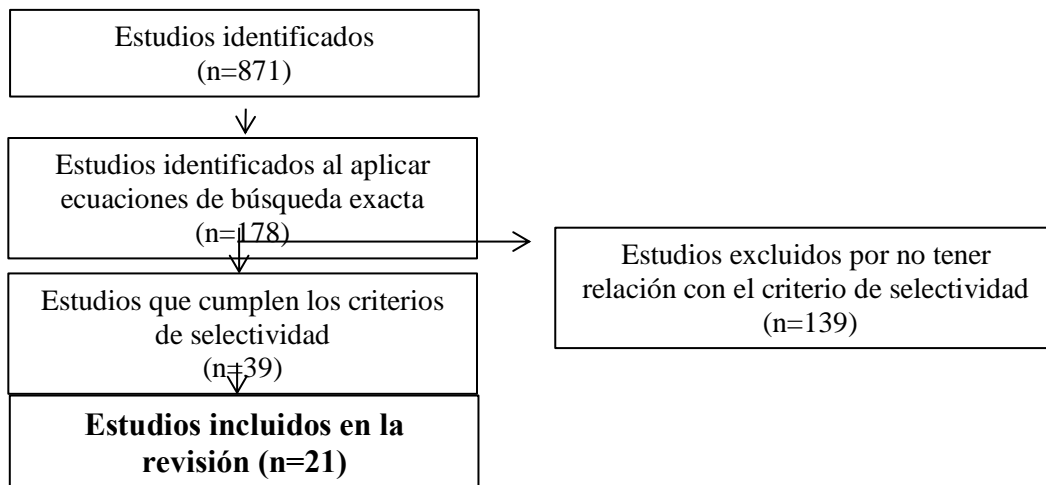 Estudios identificados
(n=871)
Estudios identificados al aplicar
ecuaciones de búsqueda exacta
(n=178)
Estudios excluidos por no tener
relación con el criterio de selectividad
(n=139)
Estudios que cumplen los criterios
de selectividad
(n=39)
Estudios incluidos en la
revisión (n=21)